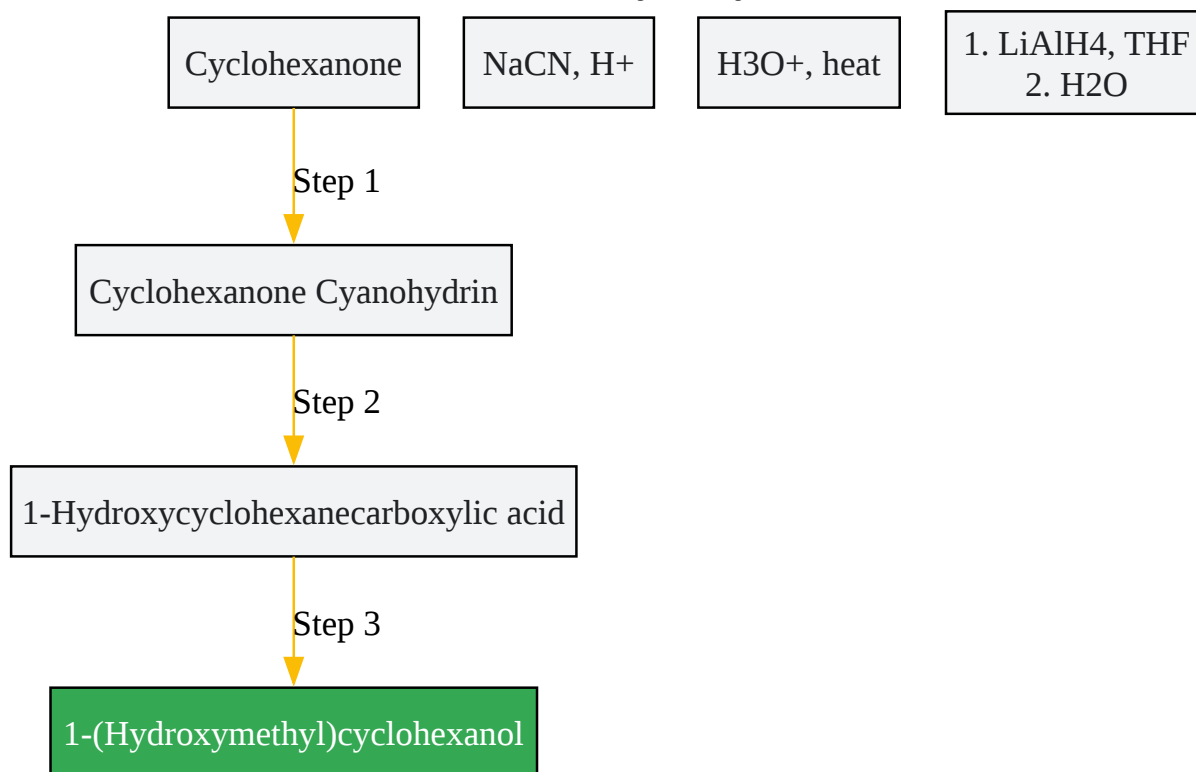 Cyclohexanone
NaCN, H+
H3O+, heat
1. LiAlH4, THF
2. H2O
Step 1
Cyclohexanone Cyanohydrin
Step 2
1-Hydroxycyclohexanecarboxylic acid
Step 3
1-(Hydroxymethyl)cyclohexanol